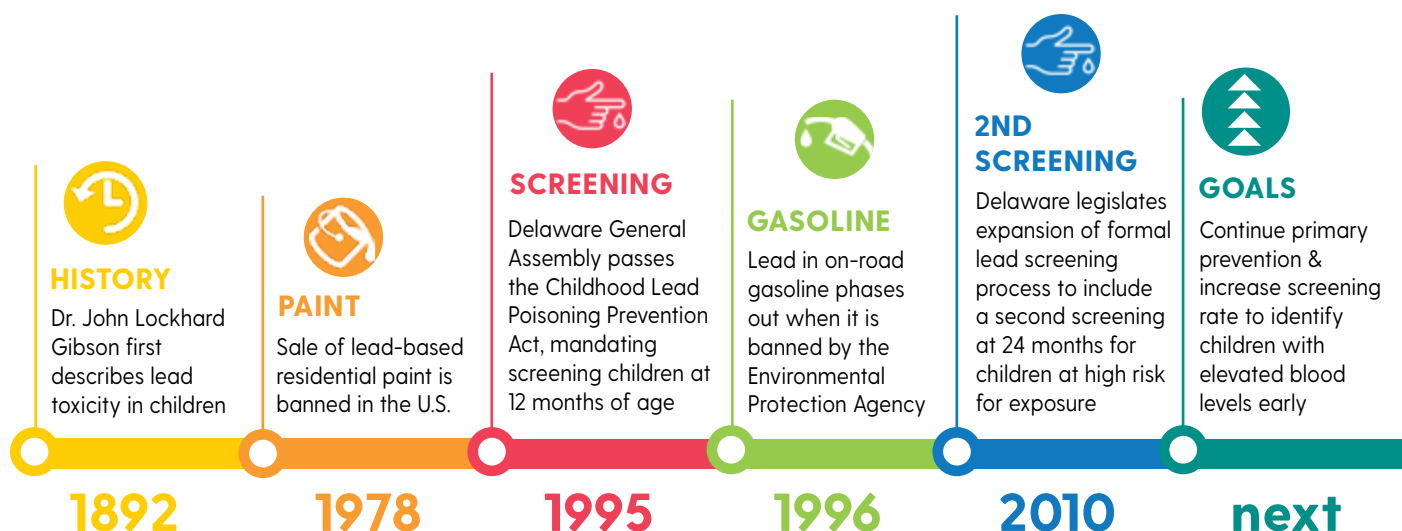 HISTORY
Dr. John Lockhard
Gibson first
describes lead
toxicity in children
1892
PAINT
Sale of lead-based
residential paint is
banned in the U.S.
1978
SCREENING
Delaware General
Assembly passes
the Childhood Lead
Poisoning Prevention
Act, mandating
screening children at
12 months of age
1995
GASOLINE
Lead in on-road
gasoline phases
out when it is
banned by the
Environmental
Protection Agency
1996
2ND
SCREENING
Delaware legislates
expansion of formal
lead screening
process to include
a second screening
at 24 months for
children at high risk
for exposure
2010
GOALS
Continue primary
prevention &
increase screening
rate to identify
children with
elevated blood
levels early
next